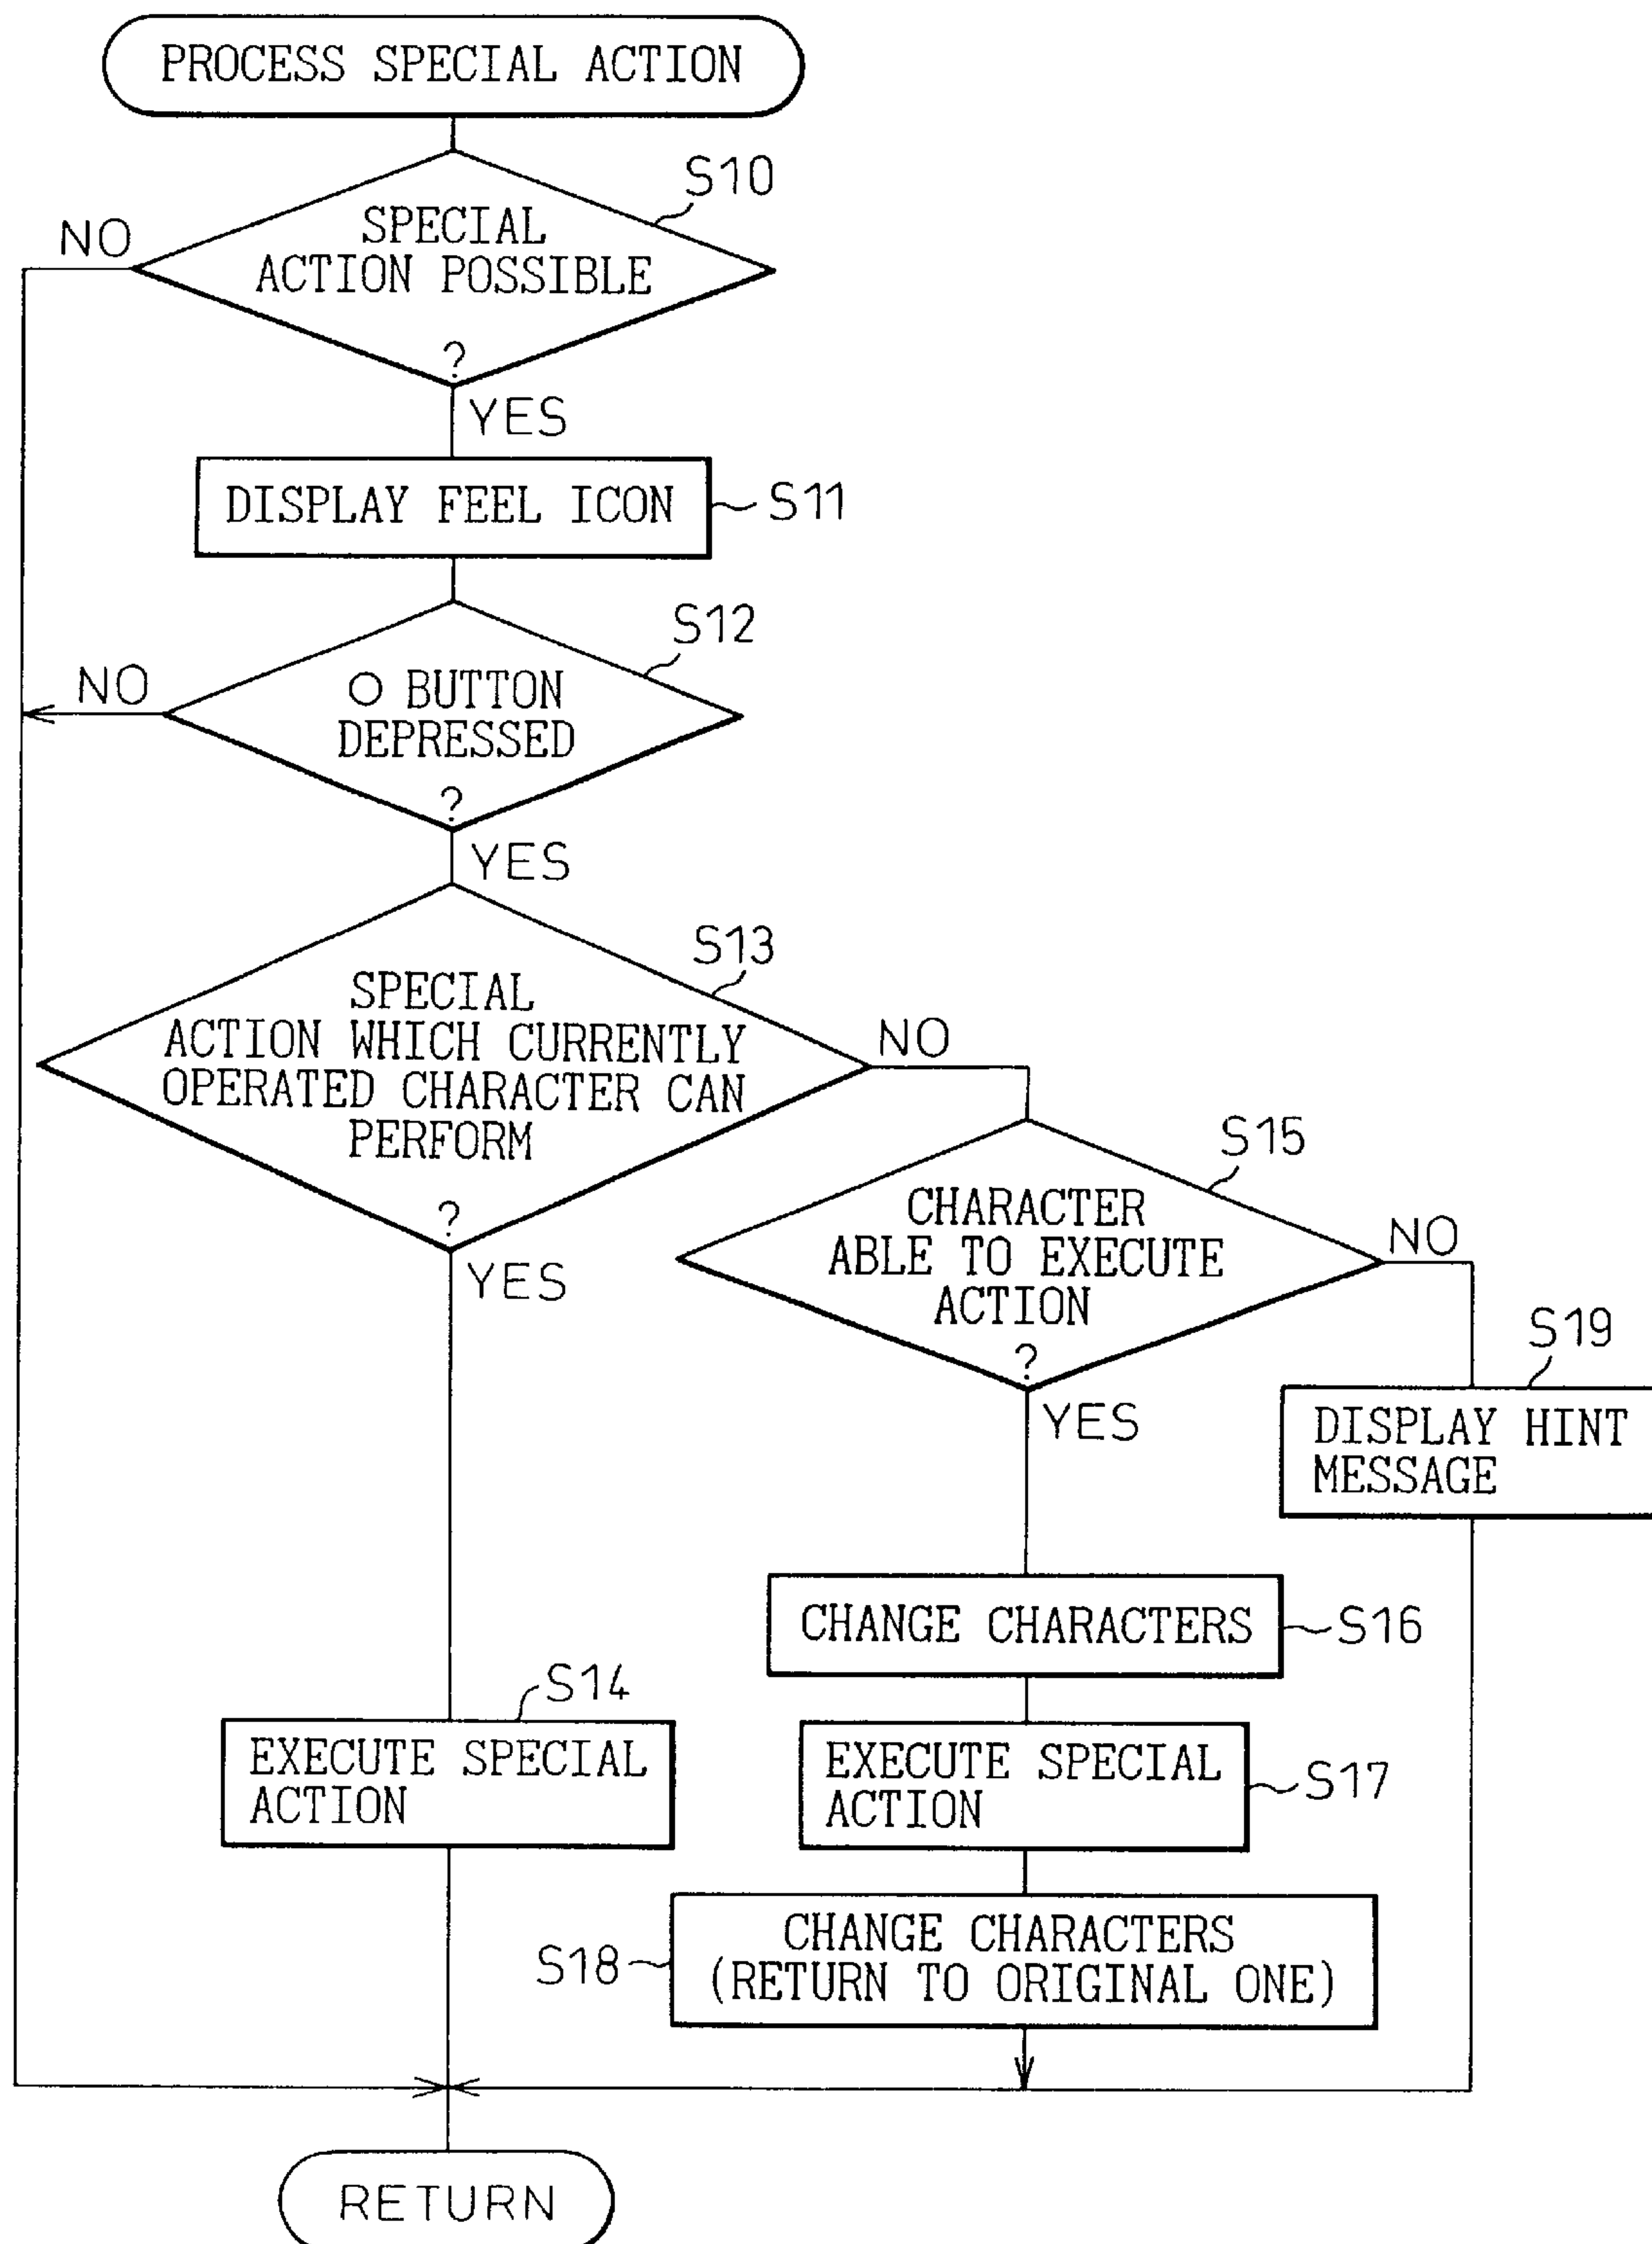 PROCESS SPECIAL ACTION
S10
NO
SPECIAL
ACTION POSSIBLE
?
YES
DISPLAY FEEL ICON
S11
S12
NO
○ BUTTON
DEPRESSED
?
YES
S13
SPECIAL
ACTION WHICH CURRENTLY
OPERATED CHARACTER CAN
PERFORM
?
NO
YES
S15
CHARACTER
ABLE TO EXECUTE
ACTION
?
NO
YES
S19
DISPLAY HINT
MESSAGE
CHANGE CHARACTERS
S16
S14
EXECUTE SPECIAL
ACTION
EXECUTE SPECIAL
ACTION
S17
S18
CHANGE CHARACTERS
(RETURN TO ORIGINAL ONE)
RETURN